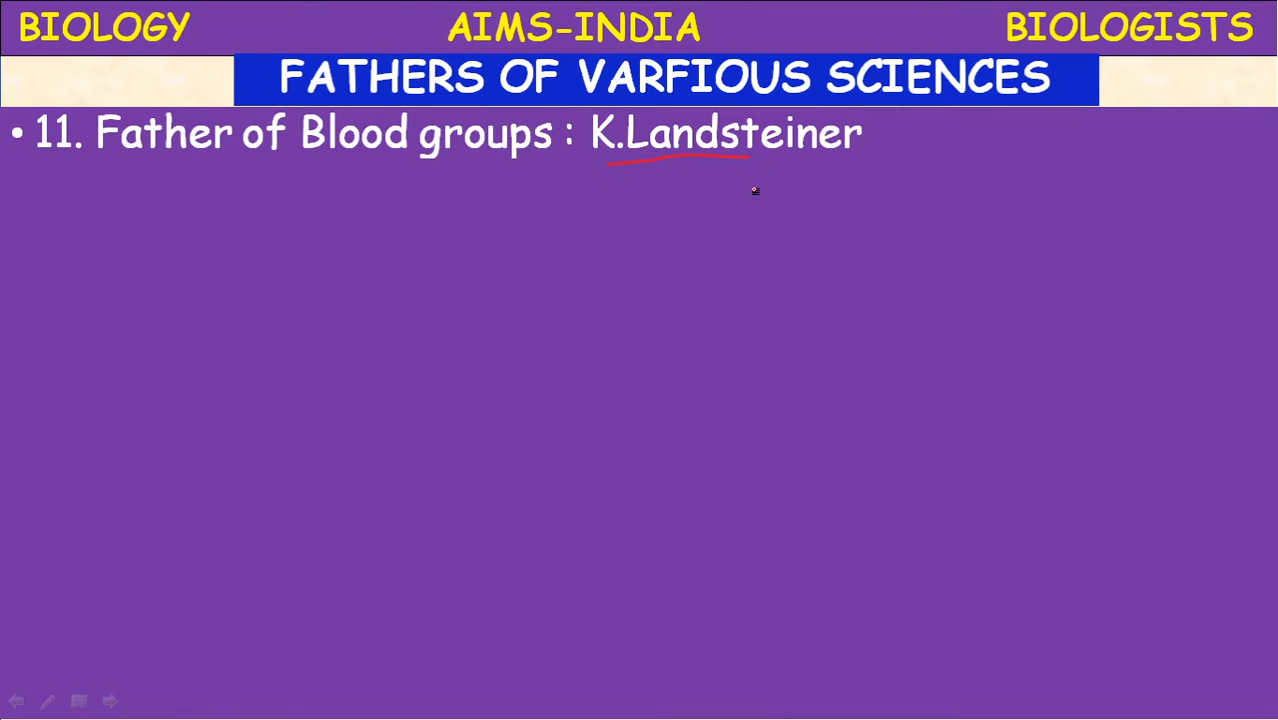 BIOLOGY AIMS-INDIA BIOLOGISTS
FATHERS OF VARFIOUS SCIENCES
• 11. Father of Blood groups : K.Landsteiner